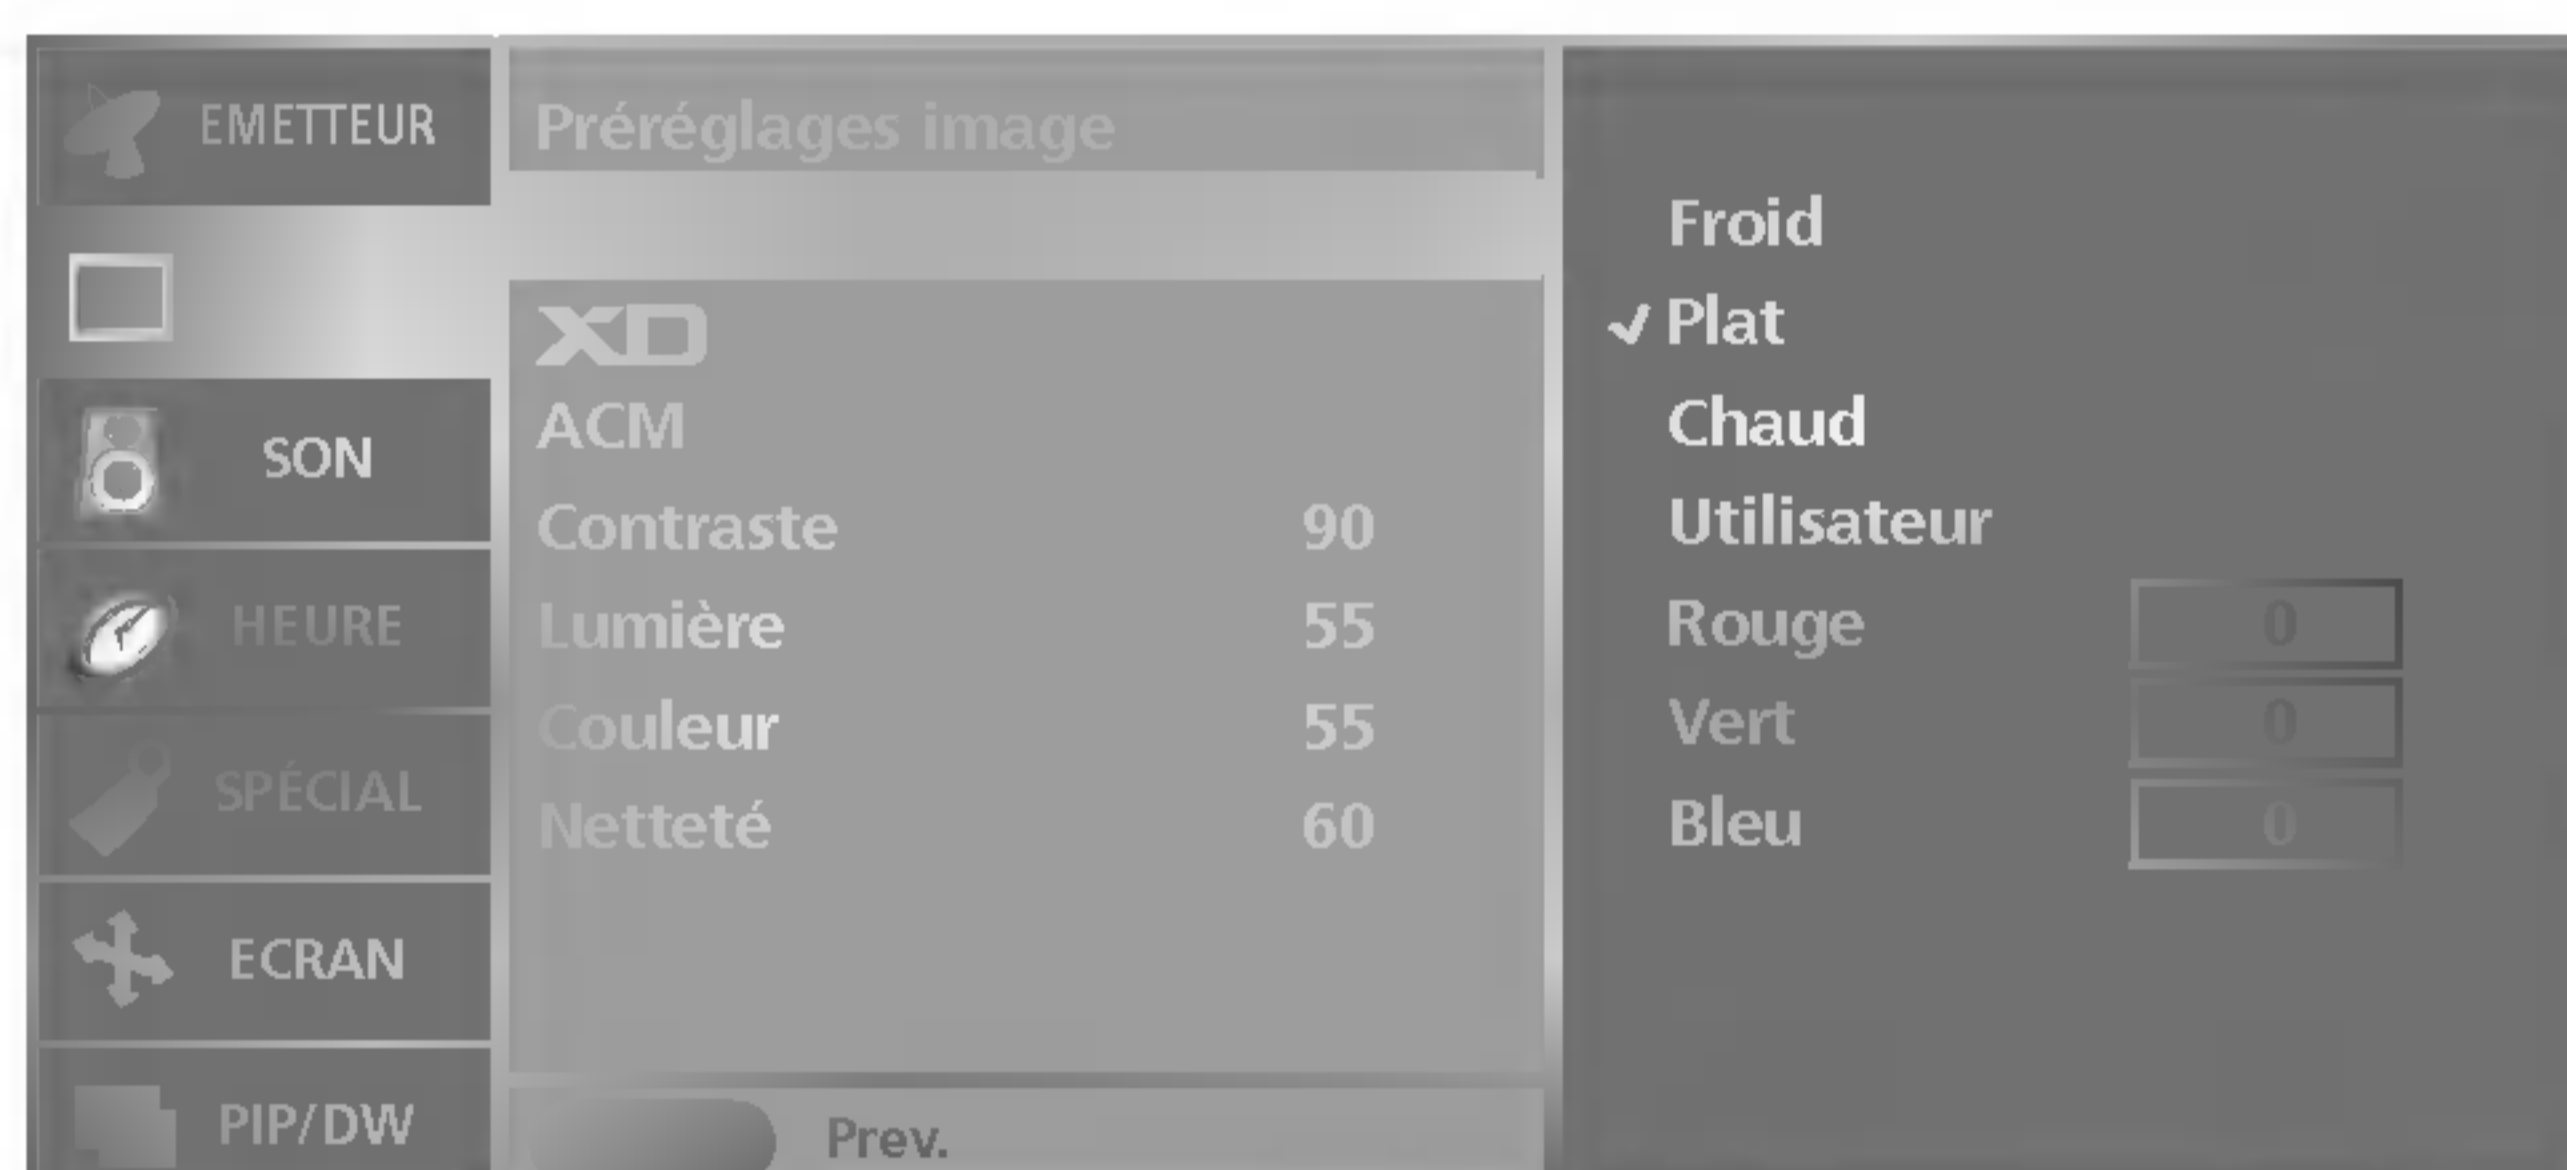 EMETTEUR
SON
HEURE
SPÉCIAL
ECRAN
PIP/DW
Préréglages image
XD
ACM
Contraste 90
Lumière 55
Couleur 55
Netteté 60
Prev.
Froid
✓ Plat
Chaud
Utilisateur
Rouge 0
Vert 0
Bleu 0